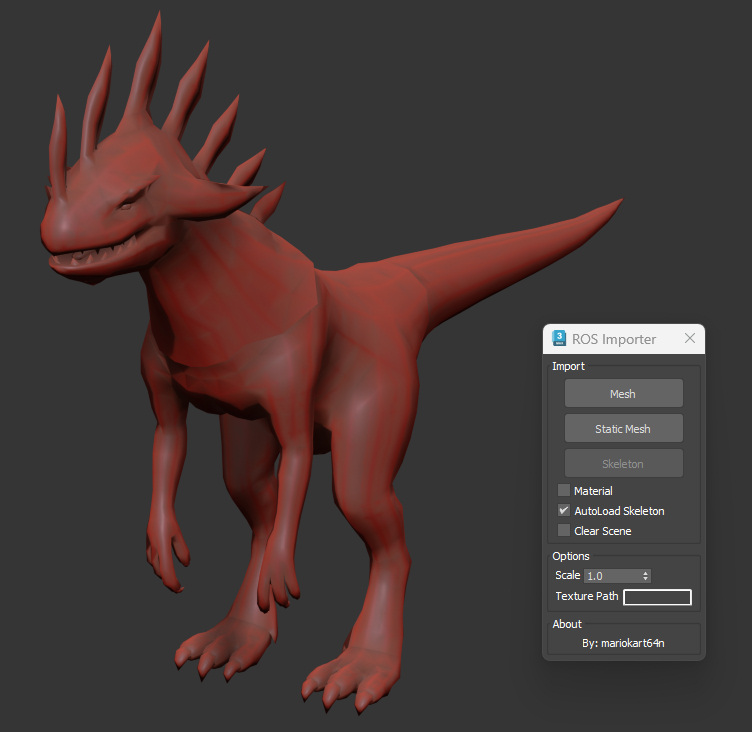 3
ROS Importer
Import
Mesh
Static Mesh
Skeleton
Material
AutoLoad Skeleton
Clear Scene
Options
Scale 1.0
Texture Path
About
By: mariokart64n